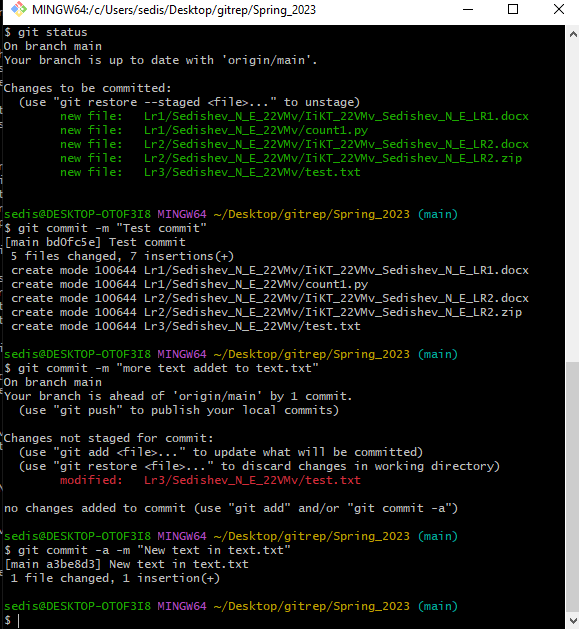 MINGW64:/c/Users/sedis/Desktop/gitrep/Spring_2023
$ git status
On branch main
Your branch is up to date with 'origin/main'.

Changes to be committed:
  (use "git restore --staged <file>..." to unstage)
        new file:   Lr1/Sedishev_N_E_22VMv/IiKT_22VMv_Sedishev_N_E_LR1.docx
        new file:   Lr1/Sedishev_N_E_22VMv/count1.py
        new file:   Lr2/Sedishev_N_E_22VMv/IiKT_22VMv_Sedishev_N_E_LR2.docx
        new file:   Lr2/Sedishev_N_E_22VMv/IiKT_22VMv_Sedishev_N_E_LR2.zip
        new file:   Lr3/Sedishev_N_E_22VMv/test.txt

sedis@DESKTOP-OTOF3I8 MINGW64 ~/Desktop/gitrep/Spring_2023 (main)
$ git commit -m "Test commit"
[main bd0fc5e] Test commit
 5 files changed, 7 insertions(+)
 create mode 100644 Lr1/Sedishev_N_E_22VMv/IiKT_22VMv_Sedishev_N_E_LR1.docx
 create mode 100644 Lr1/Sedishev_N_E_22VMv/count1.py
 create mode 100644 Lr2/Sedishev_N_E_22VMv/IiKT_22VMv_Sedishev_N_E_LR2.docx
 create mode 100644 Lr2/Sedishev_N_E_22VMv/IiKT_22VMv_Sedishev_N_E_LR2.zip
 create mode 100644 Lr3/Sedishev_N_E_22VMv/test.txt

sedis@DESKTOP-OTOF3I8 MINGW64 ~/Desktop/gitrep/Spring_2023 (main)
$ git commit -m "more text addet to text.txt"
On branch main
Your branch is ahead of 'origin/main' by 1 commit.
  (use "git push" to publish your local commits)

Changes not staged for commit:
  (use "git add <file>..." to update what will be committed)
  (use "git restore <file>..." to discard changes in working directory)
        modified:   Lr3/Sedishev_N_E_22VMv/test.txt

no changes added to commit (use "git add" and/or "git commit -a")

sedis@DESKTOP-OTOF3I8 MINGW64 ~/Desktop/gitrep/Spring_2023 (main)
$ git commit -a -m "New text in text.txt"
[main a3be8d3] New text in text.txt
 1 file changed, 1 insertion(+)

sedis@DESKTOP-OTOF3I8 MINGW64 ~/Desktop/gitrep/Spring_2023 (main)
$